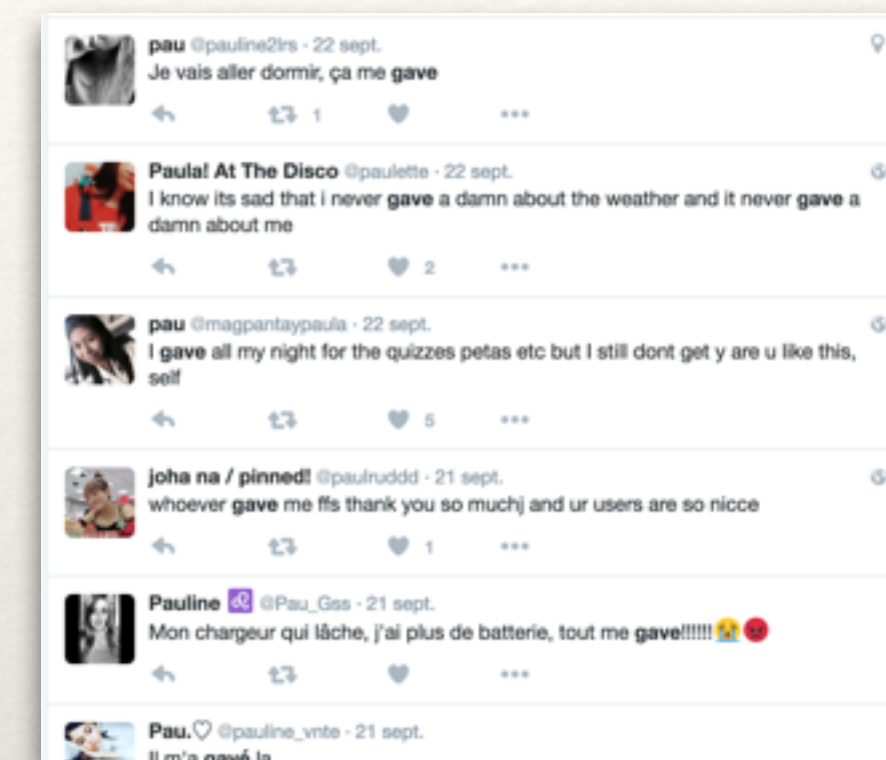 pau @pauline2lrs · 22 sept.
Je vais aller dormir, ça me gave
1
Paula! At The Disco @paulette · 22 sept.
I know its sad that i never gave a damn about the weather and it never gave a
damn about me
2
pau @magpantaypaula · 22 sept.
I gave all my night for the quizzes petas etc but I still dont get y are u like this,
self
5
joha na / pinned! @paulruddd · 21 sept.
whoever gave me ffs thank you so muchj and ur users are so nicce
1
Pauline ♌ @Pau_Gss · 21 sept.
Mon chargeur qui lâche, j'ai plus de batterie, tout me gave!!!!!!😭😡
Pau.♡ @pauline_vnte · 21 sept.
Il m'a gavé la